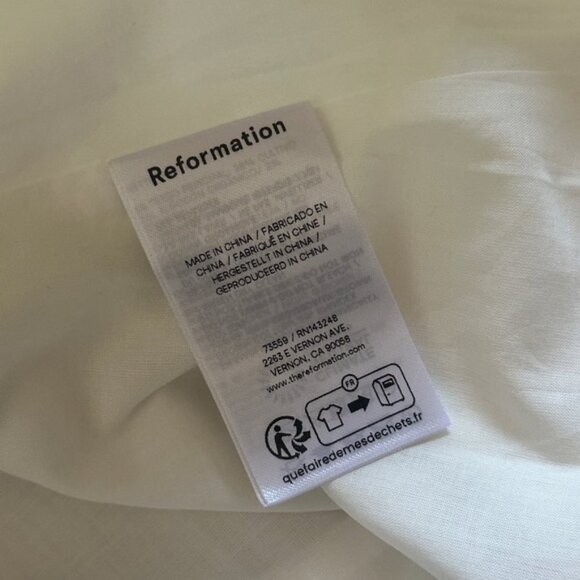 Reformation
MADE IN CHINA / FABRICADO EN
CHINA / FABRIQUÉ EN CHINE /
HERGESTELLT IN CHINA /
GEPRODUCEERD IN CHINA
73559 / RN143248
2263 E VERNON AVE.
VERNON, CA 90058
www.thereformation.com
FR
quefairedemesdechets.fr